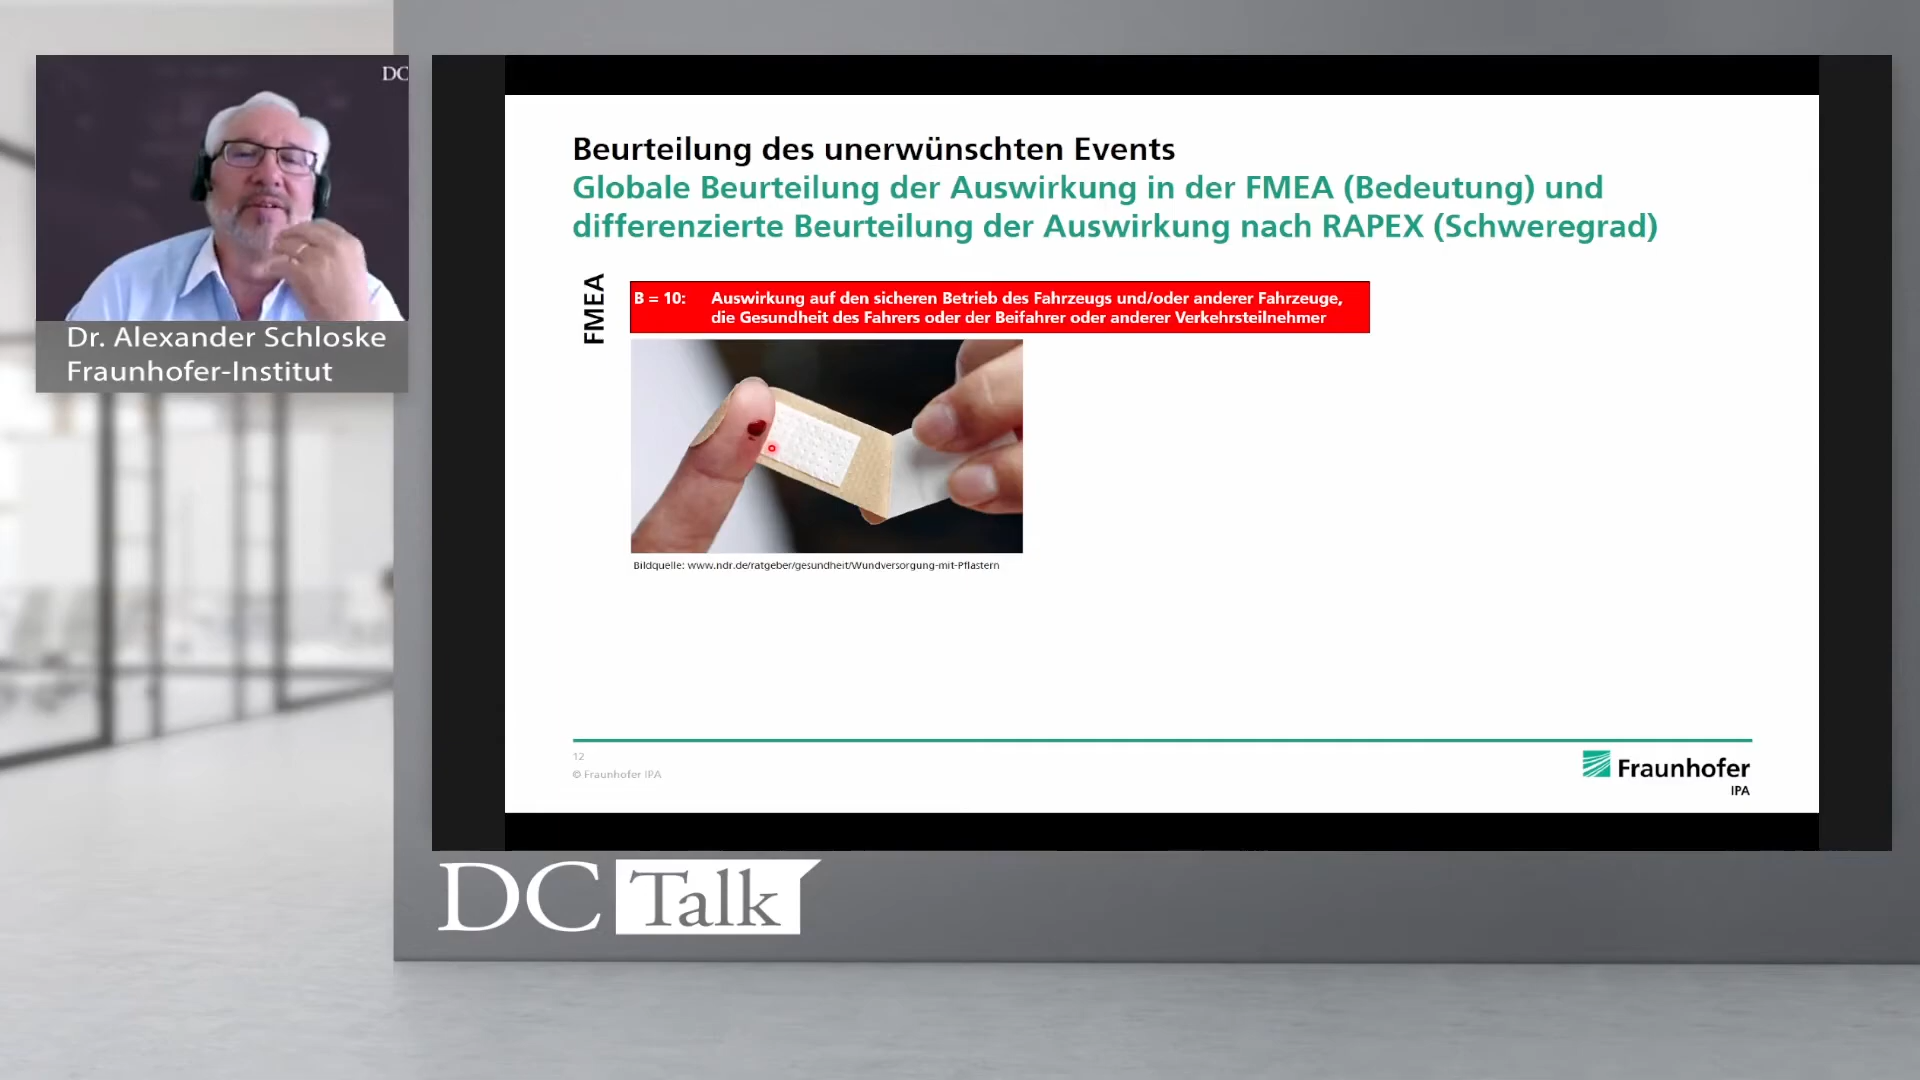 DC
Dr. Alexander Schloske
Fraunhofer-Institut
Beurteilung des unerwünschten Events
Globale Beurteilung der Auswirkung in der FMEA (Bedeutung) und
differenzierte Beurteilung der Auswirkung nach RAPEX (Schweregrad)
FMEA
B = 10: Auswirkung auf den sicheren Betrieb des Fahrzeugs und/oder anderer Fahrzeuge,
die Gesundheit des Fahrers oder der Beifahrer oder anderer Verkehrsteilnehmer
Bildquelle: www.ndr.de/ratgeber/gesundheit/Wundversorgung-mit-Pflastern
12
© Fraunhofer IPA
Fraunhofer
IPA
DC Talk